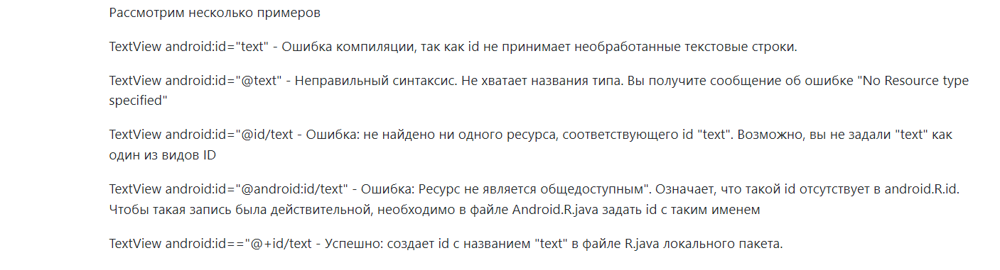 Рассмотрим несколько примеров
TextView android:id="text" - Ошибка компиляции, так как id не принимает необработанные текстовые строки.
TextView android:id="@text" - Неправильный синтаксис. Не хватает названия типа. Вы получите сообщение об ошибке "No Resource type
specified"
TextView android:id="@id/text - Ошибка: не найдено ни одного ресурса, соответствующего id "text". Возможно, вы не задали "text" как
один из видов ID
TextView android:id="@android:id/text" - Ошибка: Ресурс не является общедоступным". Означает, что такой id отсутствует в android.R.id.
Чтобы такая запись была действительной, необходимо в файле Android.R.java задать id с таким именем
TextView android:id=="@+id/text - Успешно: создает id с названием "text" в файле R.java локального пакета.